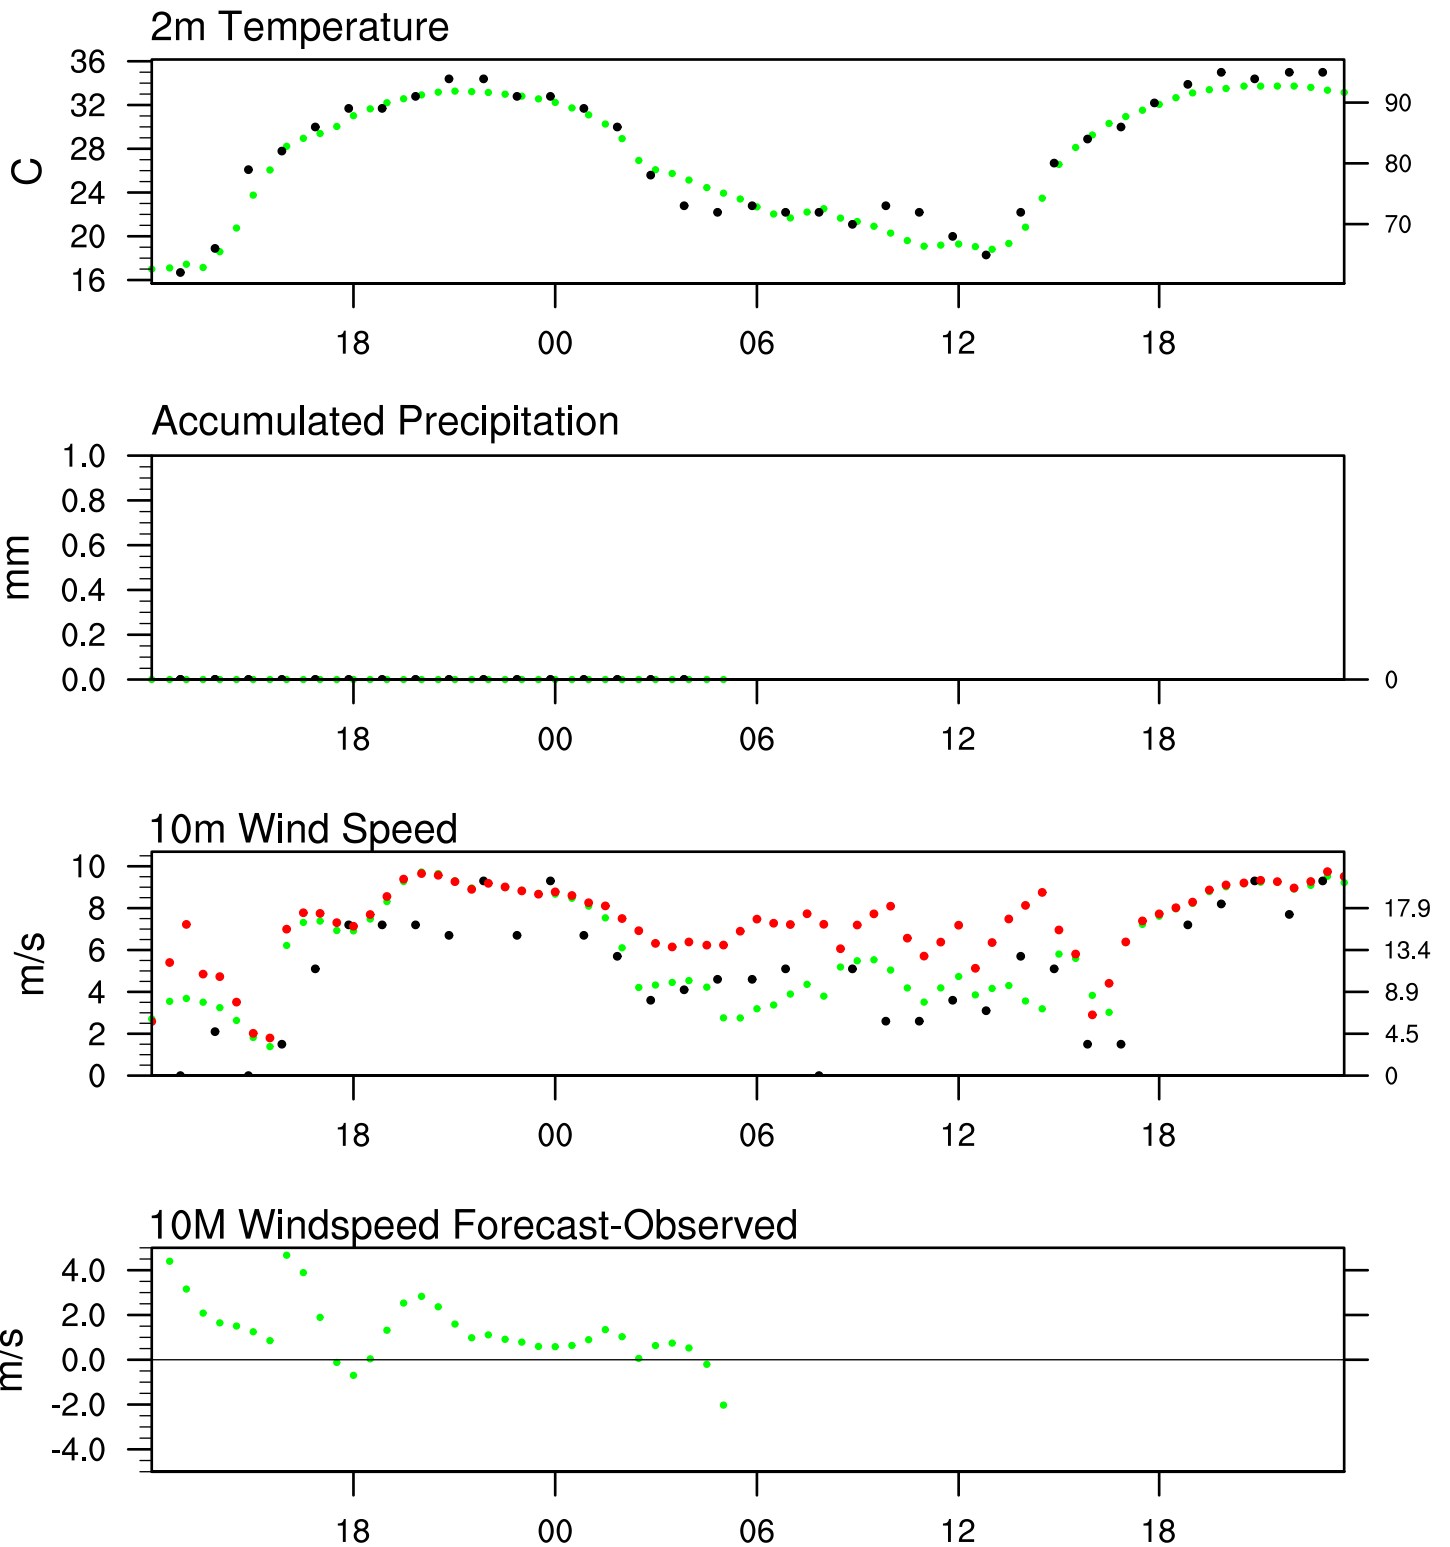 2m Temperature
36
32
28
24
20
16
C
90
80
70
18 00 06 12 18
Accumulated Precipitation
1.0
0.8
0.6
0.4
0.2
0.0
mm
0
18 00 06 12 18
10m Wind Speed
10
8
6
4
2
0
m/s
17.9
13.4
8.9
4.5
0
18 00 06 12 18
10M Windspeed Forecast-Observed
4.0
2.0
0.0
-2.0
-4.0
m/s
18 00 06 12 18